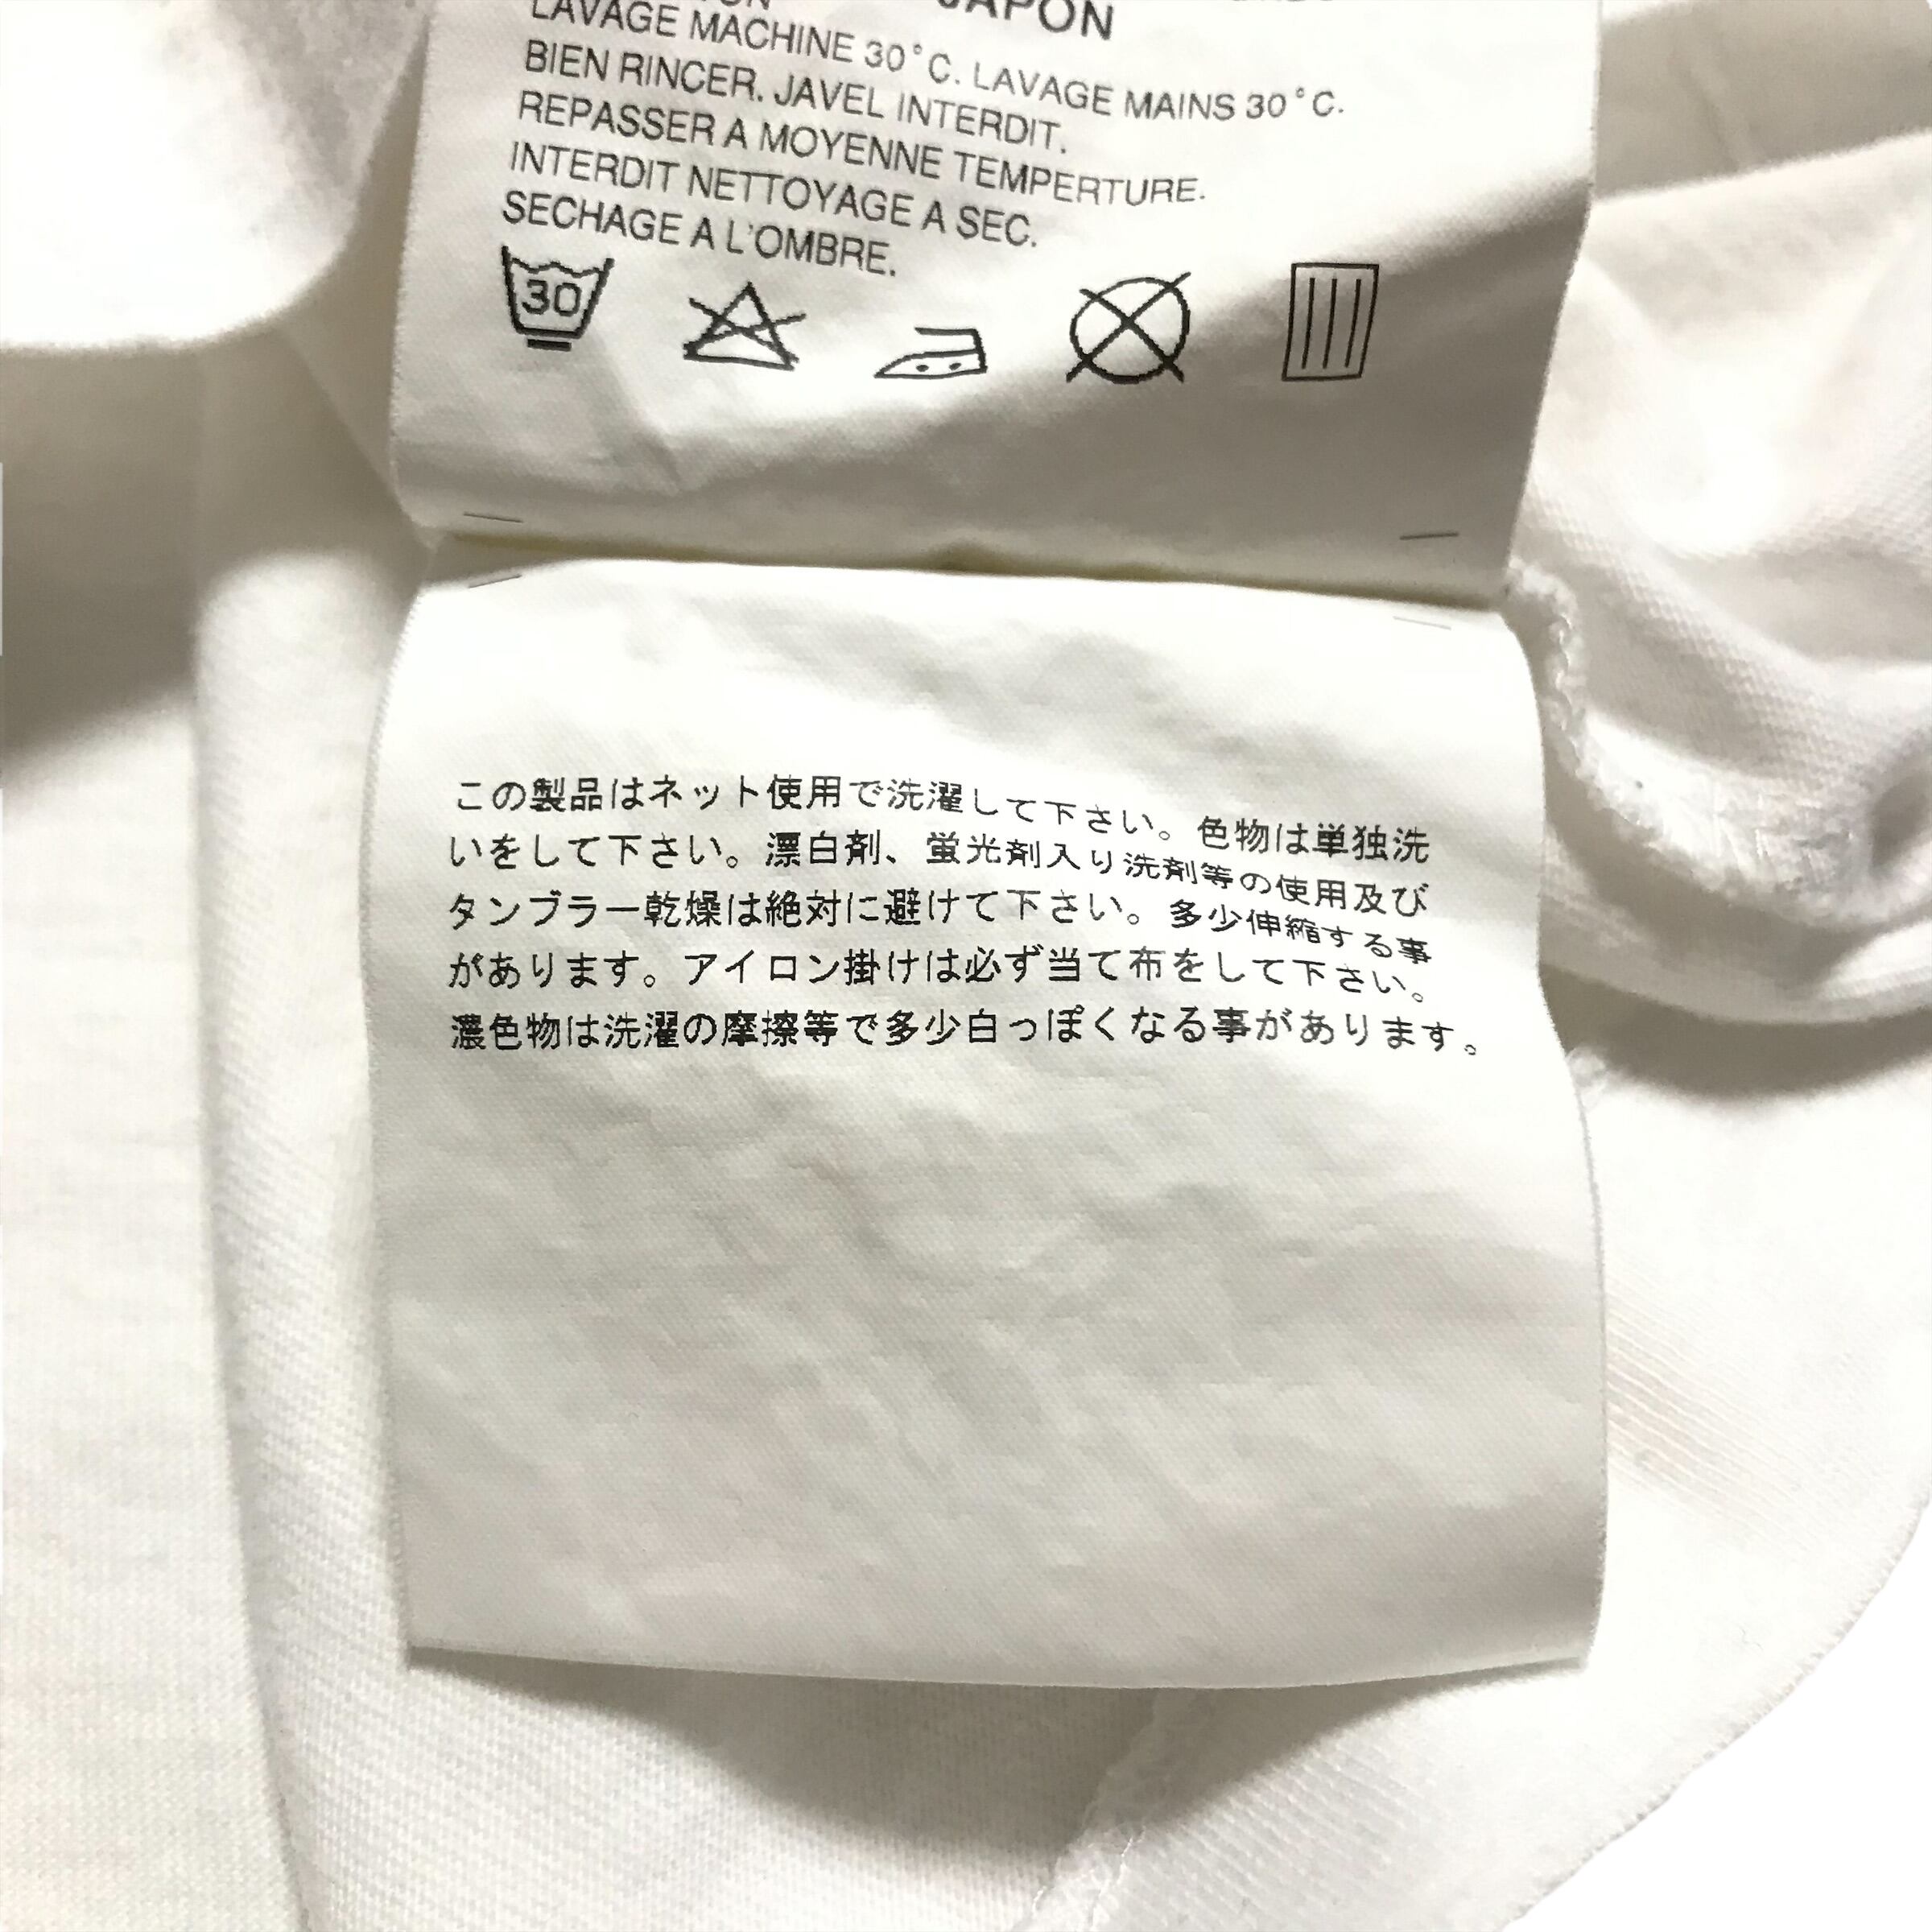 JAPON
LAVAGE MACHINE 30°C. LAVAGE MAINS 30°C.
BIEN RINCER. JAVEL INTERDIT.
REPASSER A MOYENNE TEMPERTURE.
INTERDIT NETTOYAGE A SEC.
SECHAGE A L'OMBRE.
30
この製品はネット使用で洗濯して下さい。色物は単独洗
いをして下さい。漂白剤、蛍光剤入り洗剤等の使用及び
タンブラー乾燥は絶対に避けて下さい。多少伸縮する事
があります。アイロン掛けは必ず当て布をして下さい。
濃色物は洗濯の摩擦等で多少白っぽくなる事があります。